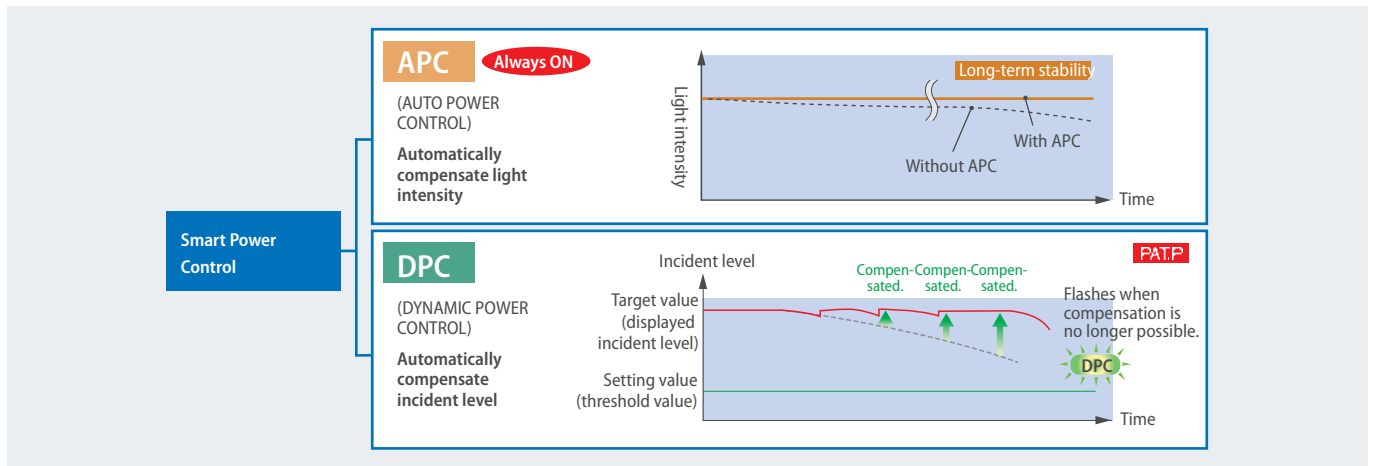 Smart Power
Control
APC
Always ON
(AUTO POWER
CONTROL)
Automatically
compensate light
intensity
Light intensity
Long-term stability
With APC
Without APC
Time
DPC
(DYNAMIC POWER
CONTROL)
Automatically
compensate
incident level
PAT.P
Incident level
Target value
(displayed
incident level)
Setting value
(threshold value)
Compen-Compen-Compen-
sated. sated. sated.
Flashes when
compensation is
no longer possible.
DPC
Time